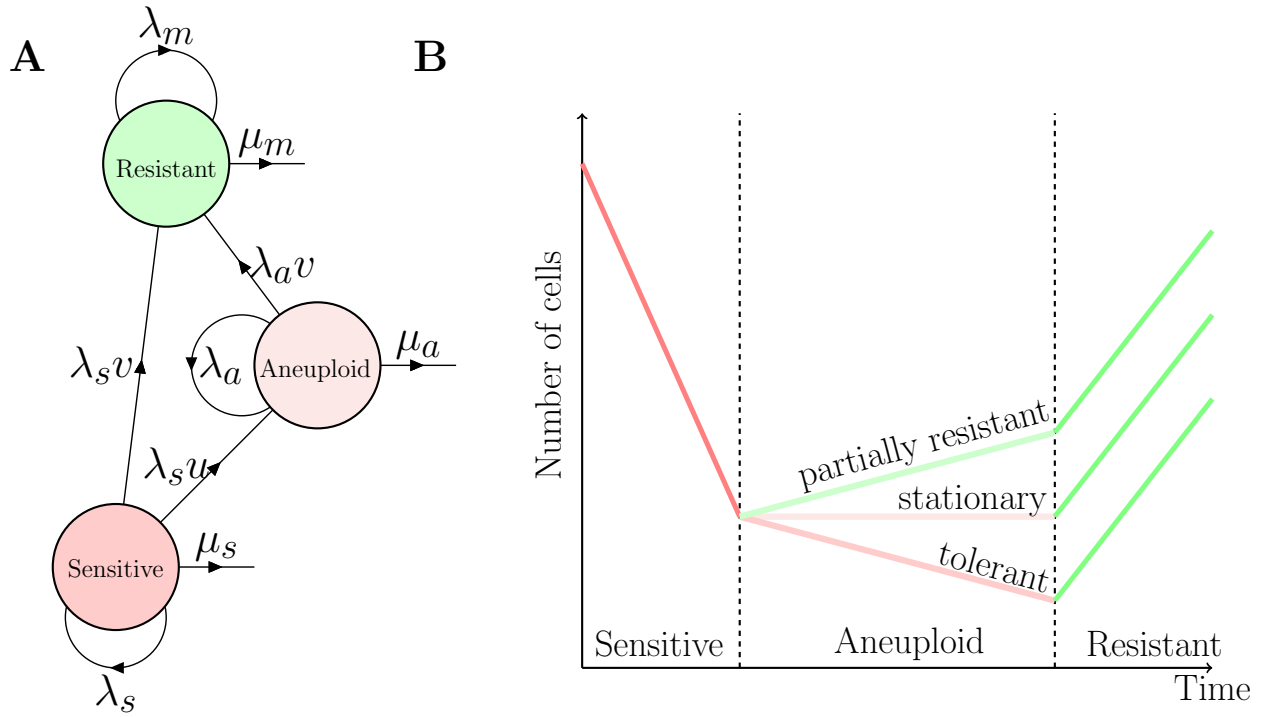 A
λm
Resistant
μm
λav
λsv
λa
Aneuploid
μa
λsu
Sensitive
μs
λs
B
Number of cells
partially resistant
stationary
tolerant
Sensitive
Aneuploid
Resistant
Time